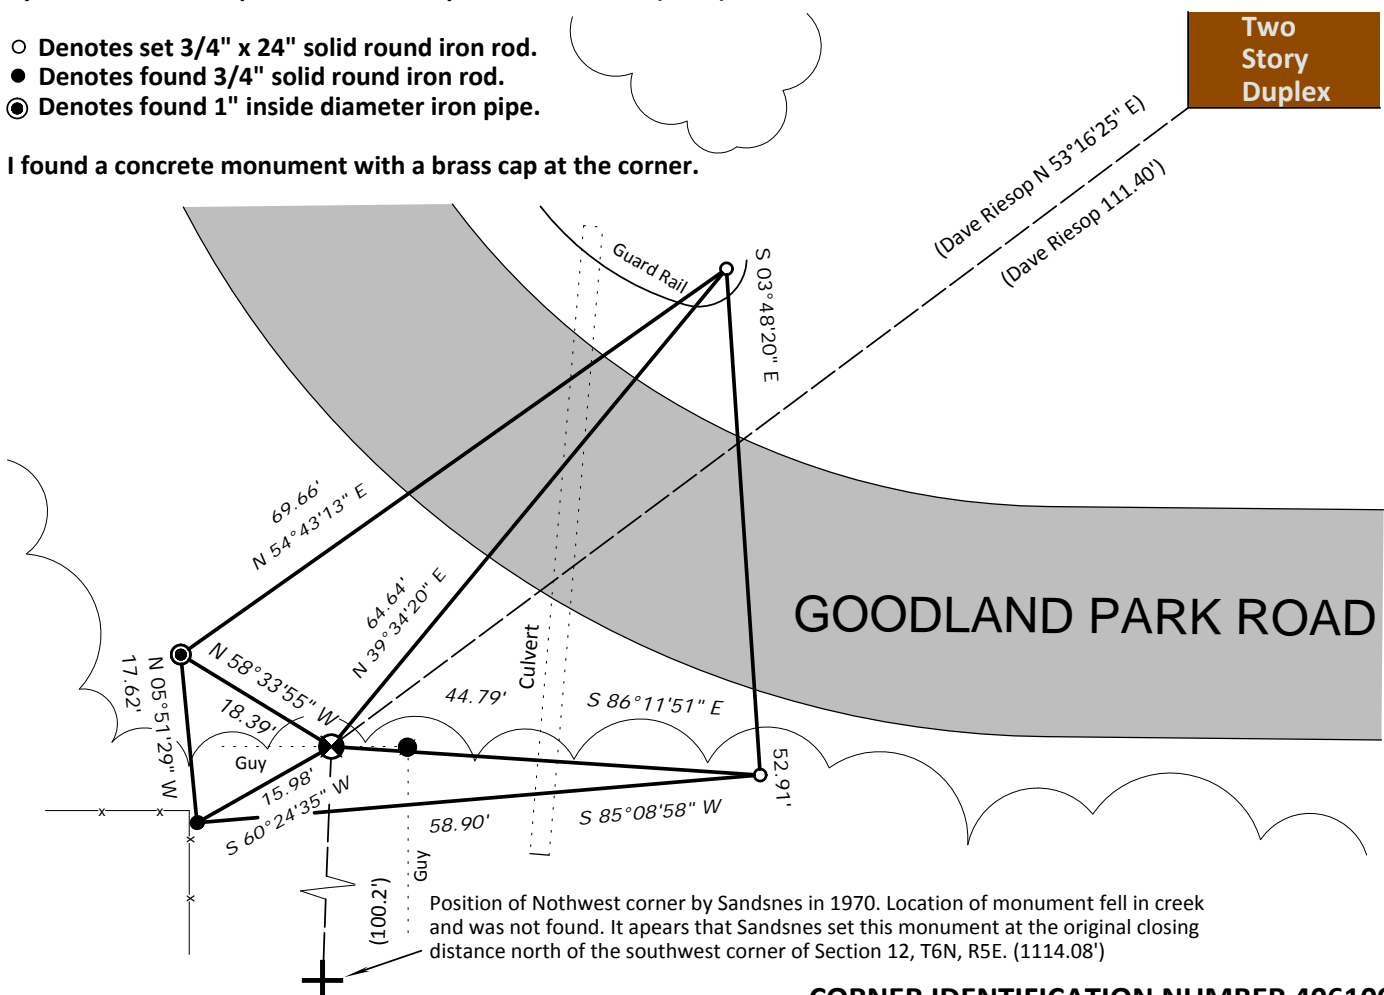 Denotes set 3/4" x 24" solid round iron rod.
Denotes found 3/4" solid round iron rod.
Denotes found 1" inside diameter iron pipe.
I found a concrete monument with a brass cap at the corner.
Two
Story
Duplex
(Dave Riesop N 53°16'25" E)
(Dave Riesop 111.40')
Guard Rail
S 03°48'20" E
69.66'
N 54°43'13" E
64.64'
N 39°34'20" E
GOODLAND PARK ROAD
Culvert
N 58°33'55" W
18.39'
N 05°51'29" W
17.62'
44.79'
S 86°11'51" E
Guy
15.98'
S 60°24'35" W
52.91'
58.90'
S 85°08'58" W
Guy
(100.2')
Position of Nothwest corner by Sandsnes in 1970. Location of monument fell in creek
and was not found. It apears that Sandsnes set this monument at the original closing
distance north of the southwest corner of Section 12, T6N, R5E. (1114.08')
x
x
x
x